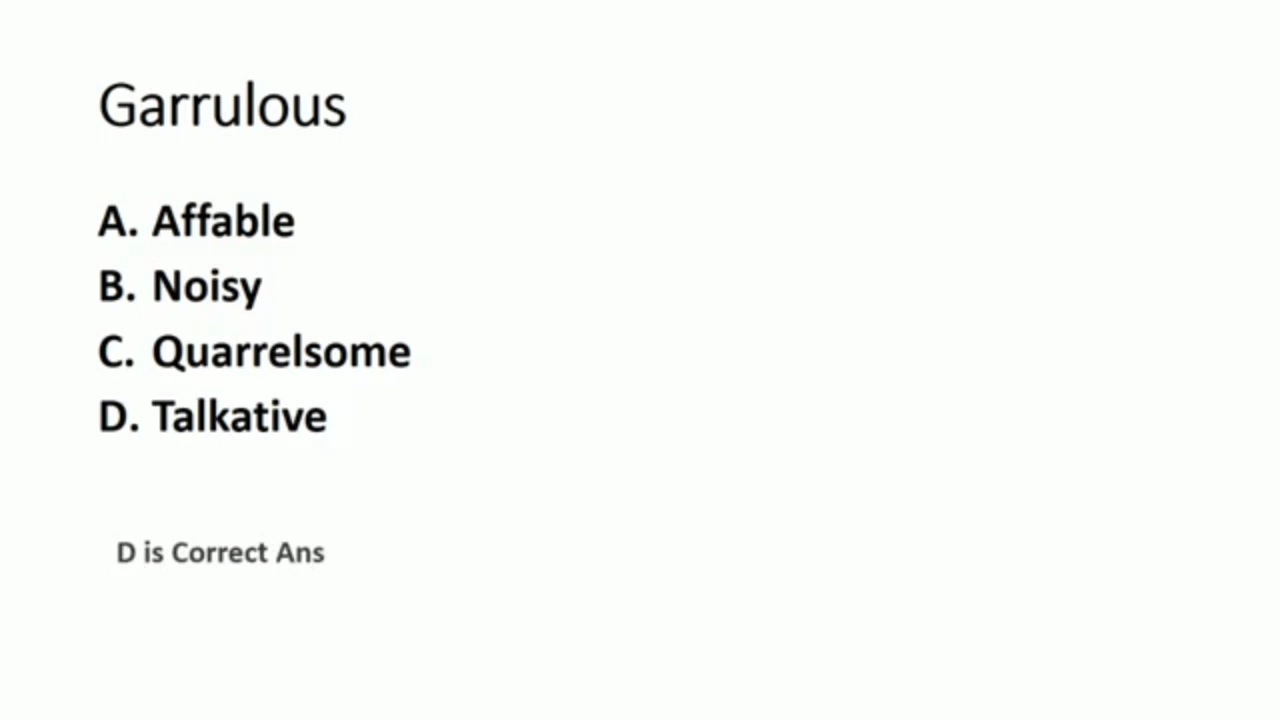 Garrulous
A. Affable
B. Noisy
C. Quarrelsome
D. Talkative
D is Correct Ans